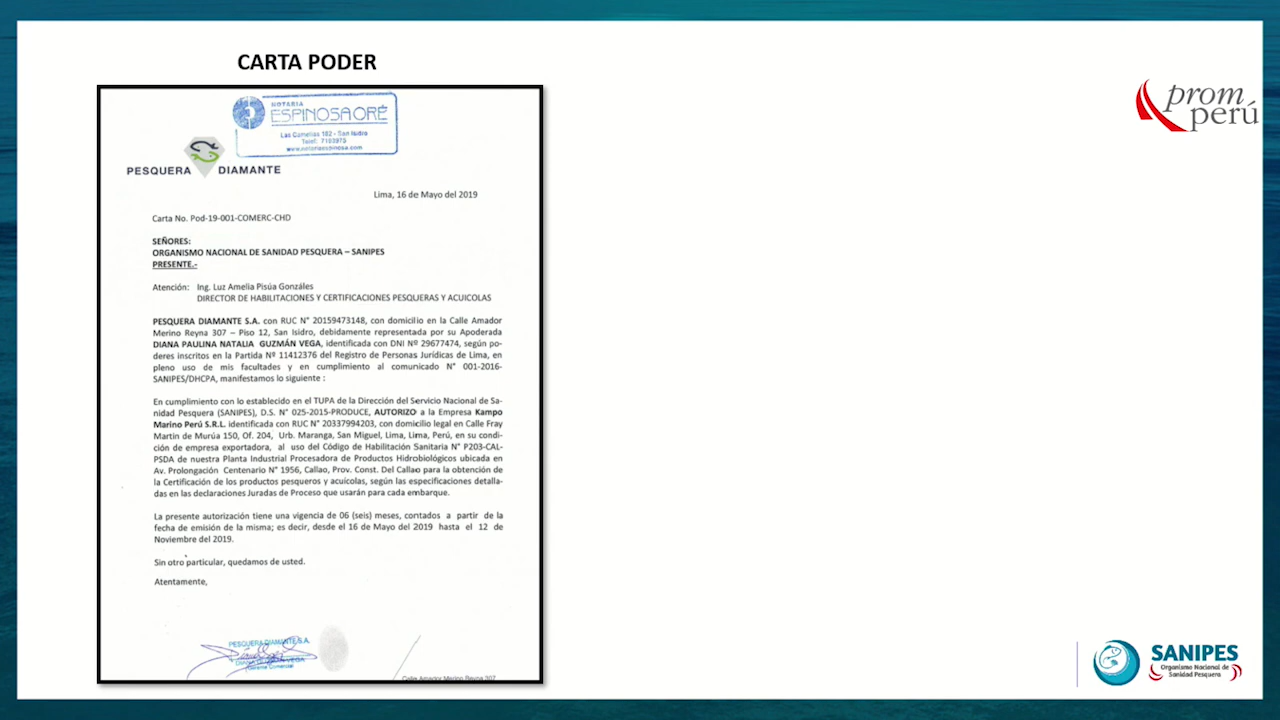 CARTA PODER
NOTARIA
ESPINOSA ORÉ
Las Camelias 182 - San Isidro
Telef: 7193975
www.notariaespinosa.com
PESQUERA DIAMANTE
Lima, 16 de Mayo del 2019
Carta No. Pod-19-001-COMERC-CHD
SEÑORES:
ORGANISMO NACIONAL DE SANIDAD PESQUERA – SANIPES
PRESENTE.-
Atención: Ing. Luz Amelia Pisúa Gonzáles
DIRECTOR DE HABILITACIONES Y CERTIFICACIONES PESQUERAS Y ACUICOLAS
PESQUERA DIAMANTE S.A. con RUC N° 20159473148, con domicilio en la Calle Amador
Merino Reyna 307 – Piso 12, San Isidro, debidamente representada por su Apoderada
DIANA PAULINA NATALIA GUZMÁN VEGA, identificada con DNI Nº 29677474, según po-
deres inscritos en la Partida Nº 11412376 del Registro de Personas Jurídicas de Lima, en
pleno uso de mis facultades y en cumplimiento al comunicado N° 001-2016-
SANIPES/DHCPA, manifestamos lo siguiente :
En cumplimiento con lo establecido en el TUPA de la Dirección del Servicio Nacional de Sa-
nidad Pesquera (SANIPES), D.S. N° 025-2015-PRODUCE, AUTORIZO a la Empresa Kampo
Marino Perú S.R.L. identificada con RUC N° 20337994203, con domicilio legal en Calle Fray
Martin de Murúa 150, Of. 204, Urb. Maranga, San Miguel, Lima, Lima, Perú, en su condi-
ción de empresa exportadora, al uso del Código de Habilitación Sanitaria N° P203-CAL-
PSDA de nuestra Planta Industrial Procesadora de Productos Hidrobiológicos ubicada en
Av. Prolongación Centenario N° 1956, Callao, Prov. Const. Del Callao para la obtención de
la Certificación de los productos pesqueros y acuícolas, según las especificaciones detalla-
das en las declaraciones Juradas de Proceso que usarán para cada embarque.
La presente autorización tiene una vigencia de 06 (seis) meses, contados a partir de la
fecha de emisión de la misma; es decir, desde el 16 de Mayo del 2019 hasta el 12 de
Noviembre del 2019.
Sin otro particular, quedamos de usted.
Atentamente,
PESQUERA DIAMANTE S.A.
VEGA
Gerente Comercial
Calle Amador Merino Reyna 307
prom
perú
SANIPES
Organismo Nacional de
Sanidad Pesquera